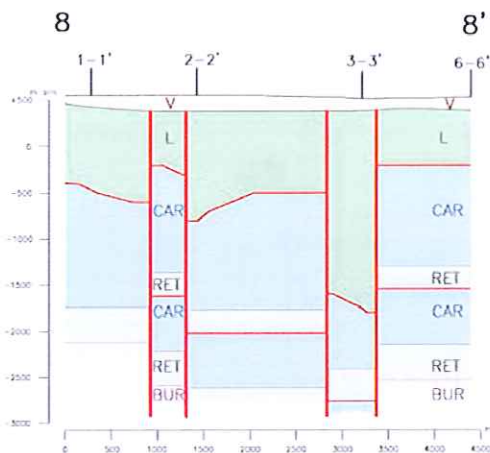 8 8'
1-1' 2-2' 3-3' 6-6'
+500 V V
0 L L
-500
CAR CAR
-1000
-1500 RET RET
CAR CAR
-2000
RET RET
-2500 BUR BUR
-3000
0 500 1000 1500 2000 2500 3000 3500 4000 4500